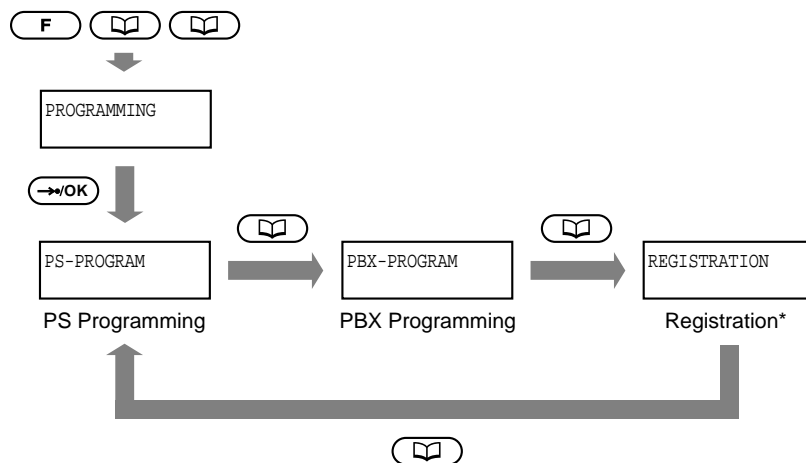 F
PROGRAMMING
/OK
PS-PROGRAM
PBX-PROGRAM
REGISTRATION
PS Programming
PBX Programming
Registration*